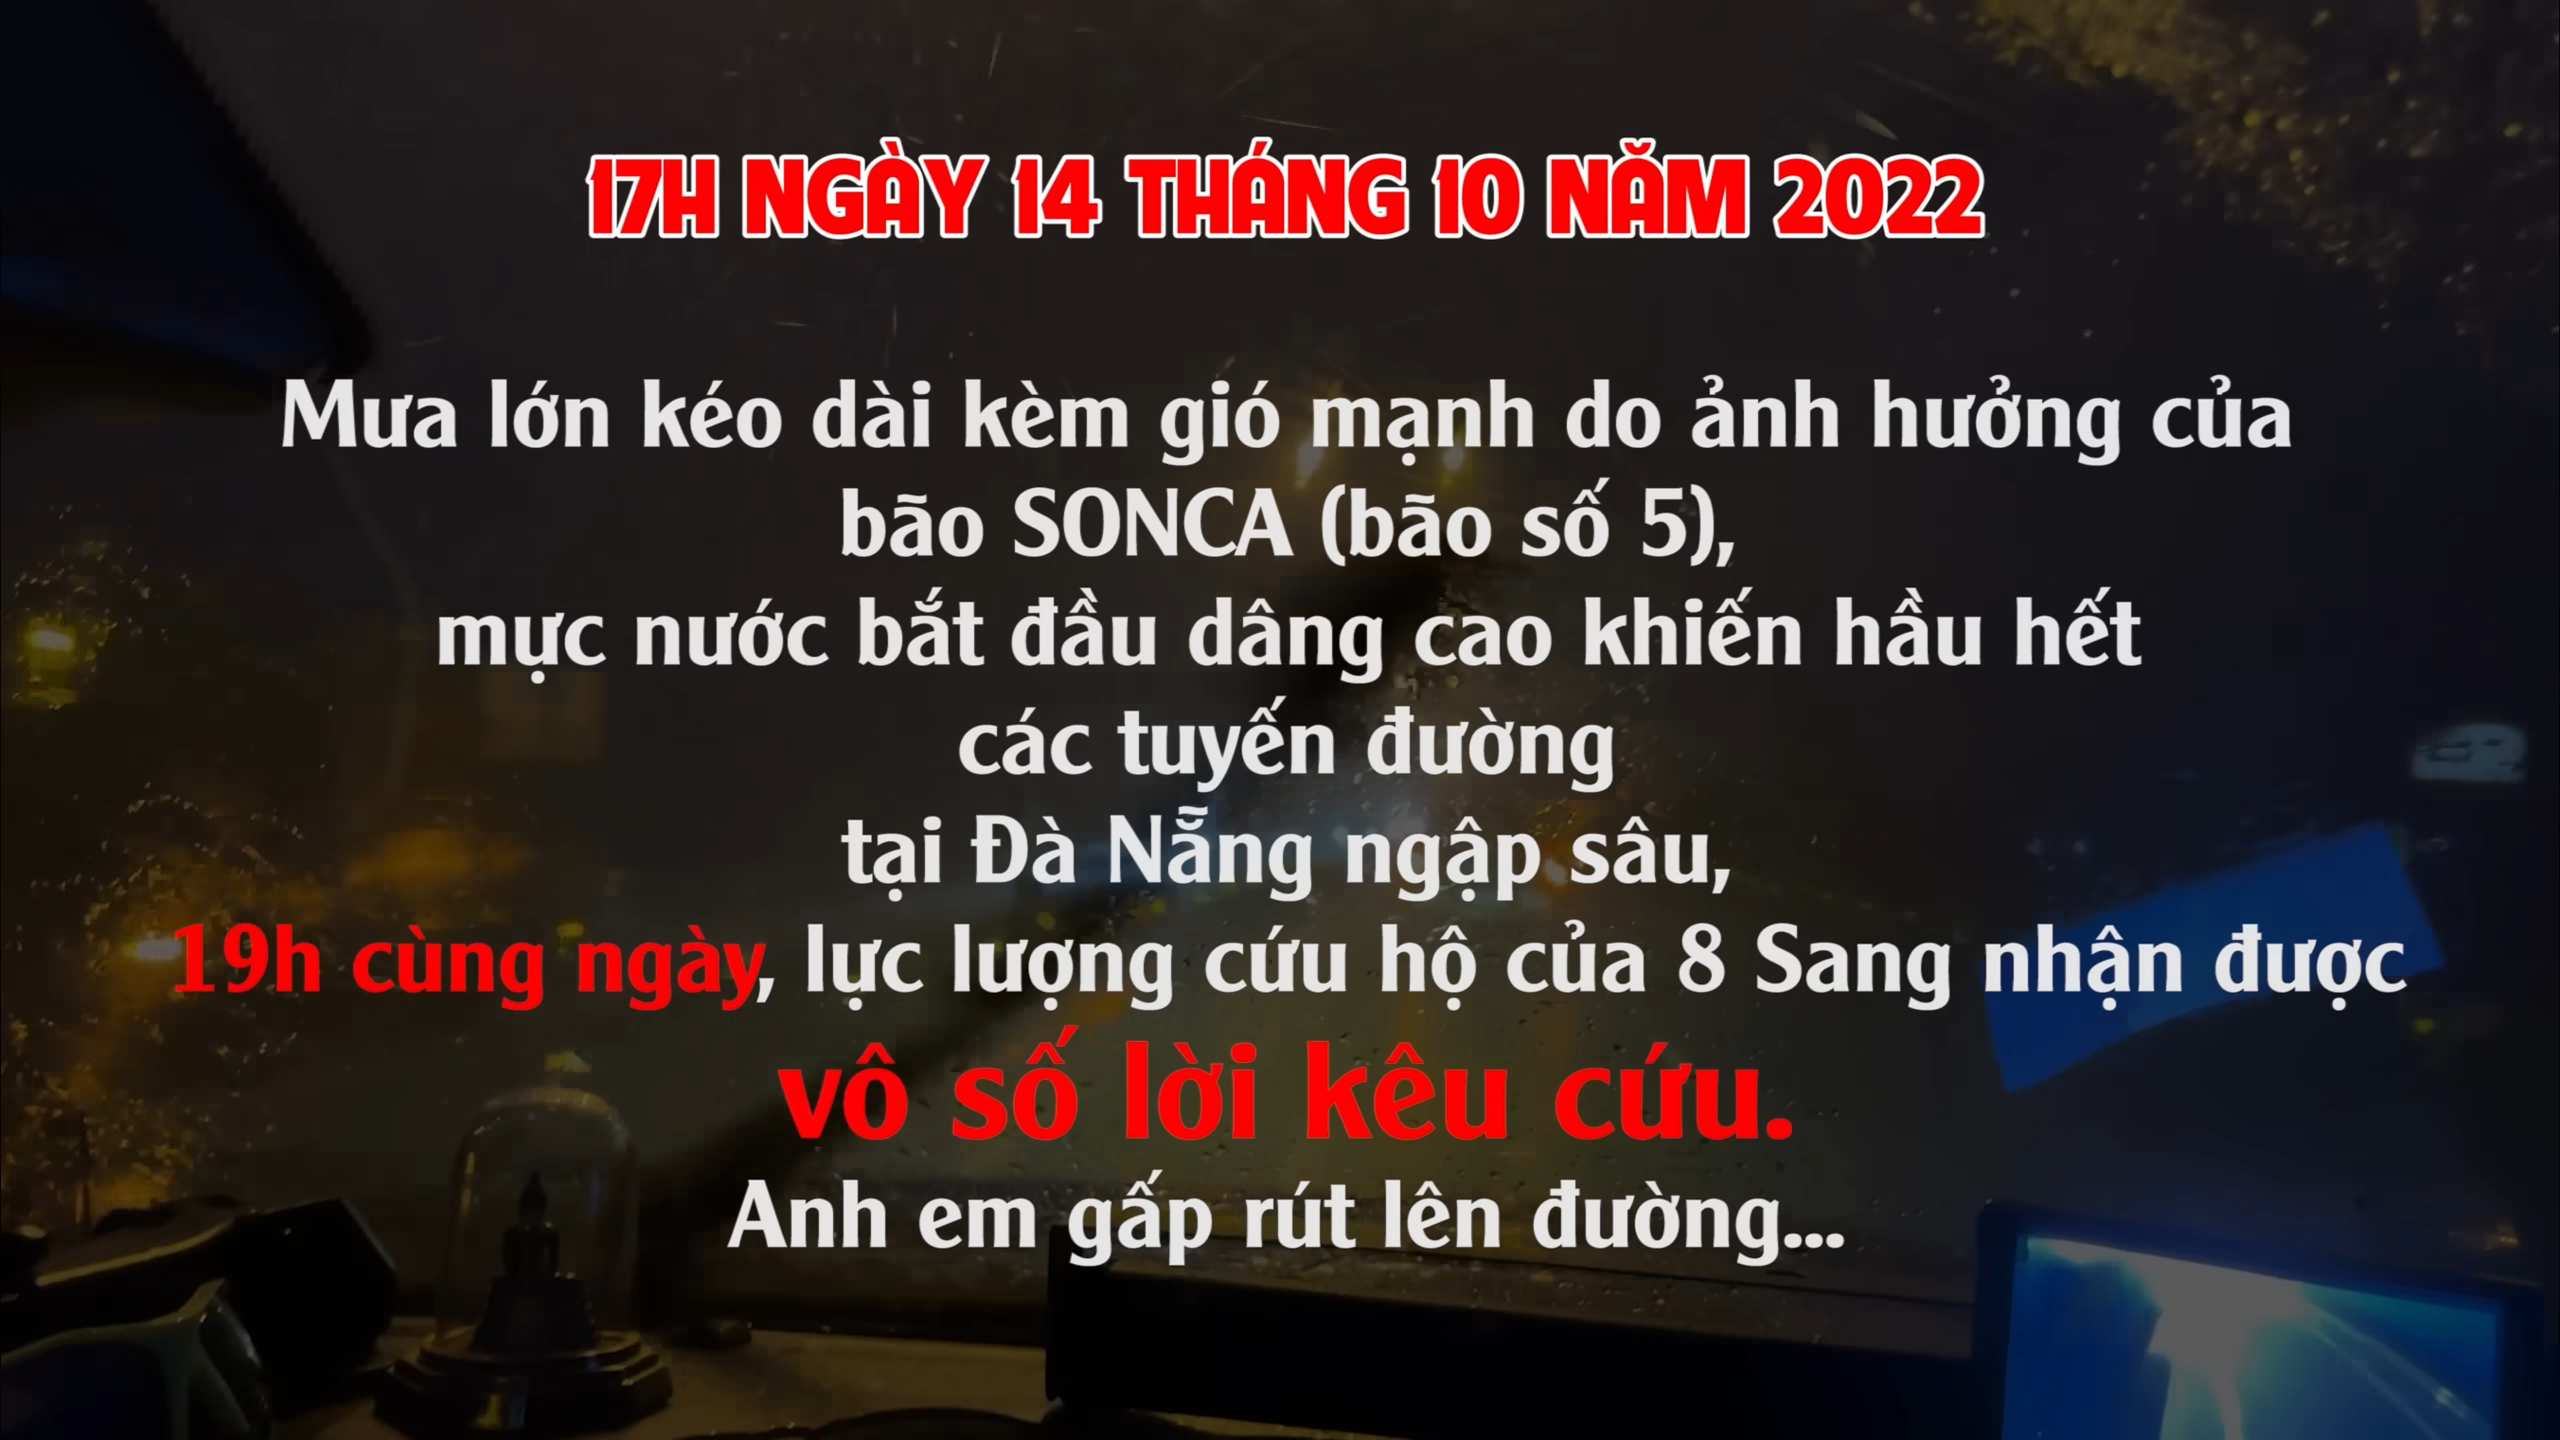 17H NGÀY 14 THÁNG 10 NĂM 2022
Mưa lớn kéo dài kèm gió mạnh do ảnh hưởng của
bão SONCA (bão số 5),
mực nước bắt đầu dâng cao khiến hầu hết
các tuyến đường
tại Đà Nẵng ngập sâu,
19h cùng ngày, lực lượng cứu hộ của 8 Sang nhận được
vô số lời kêu cứu.
Anh em gấp rút lên đường...